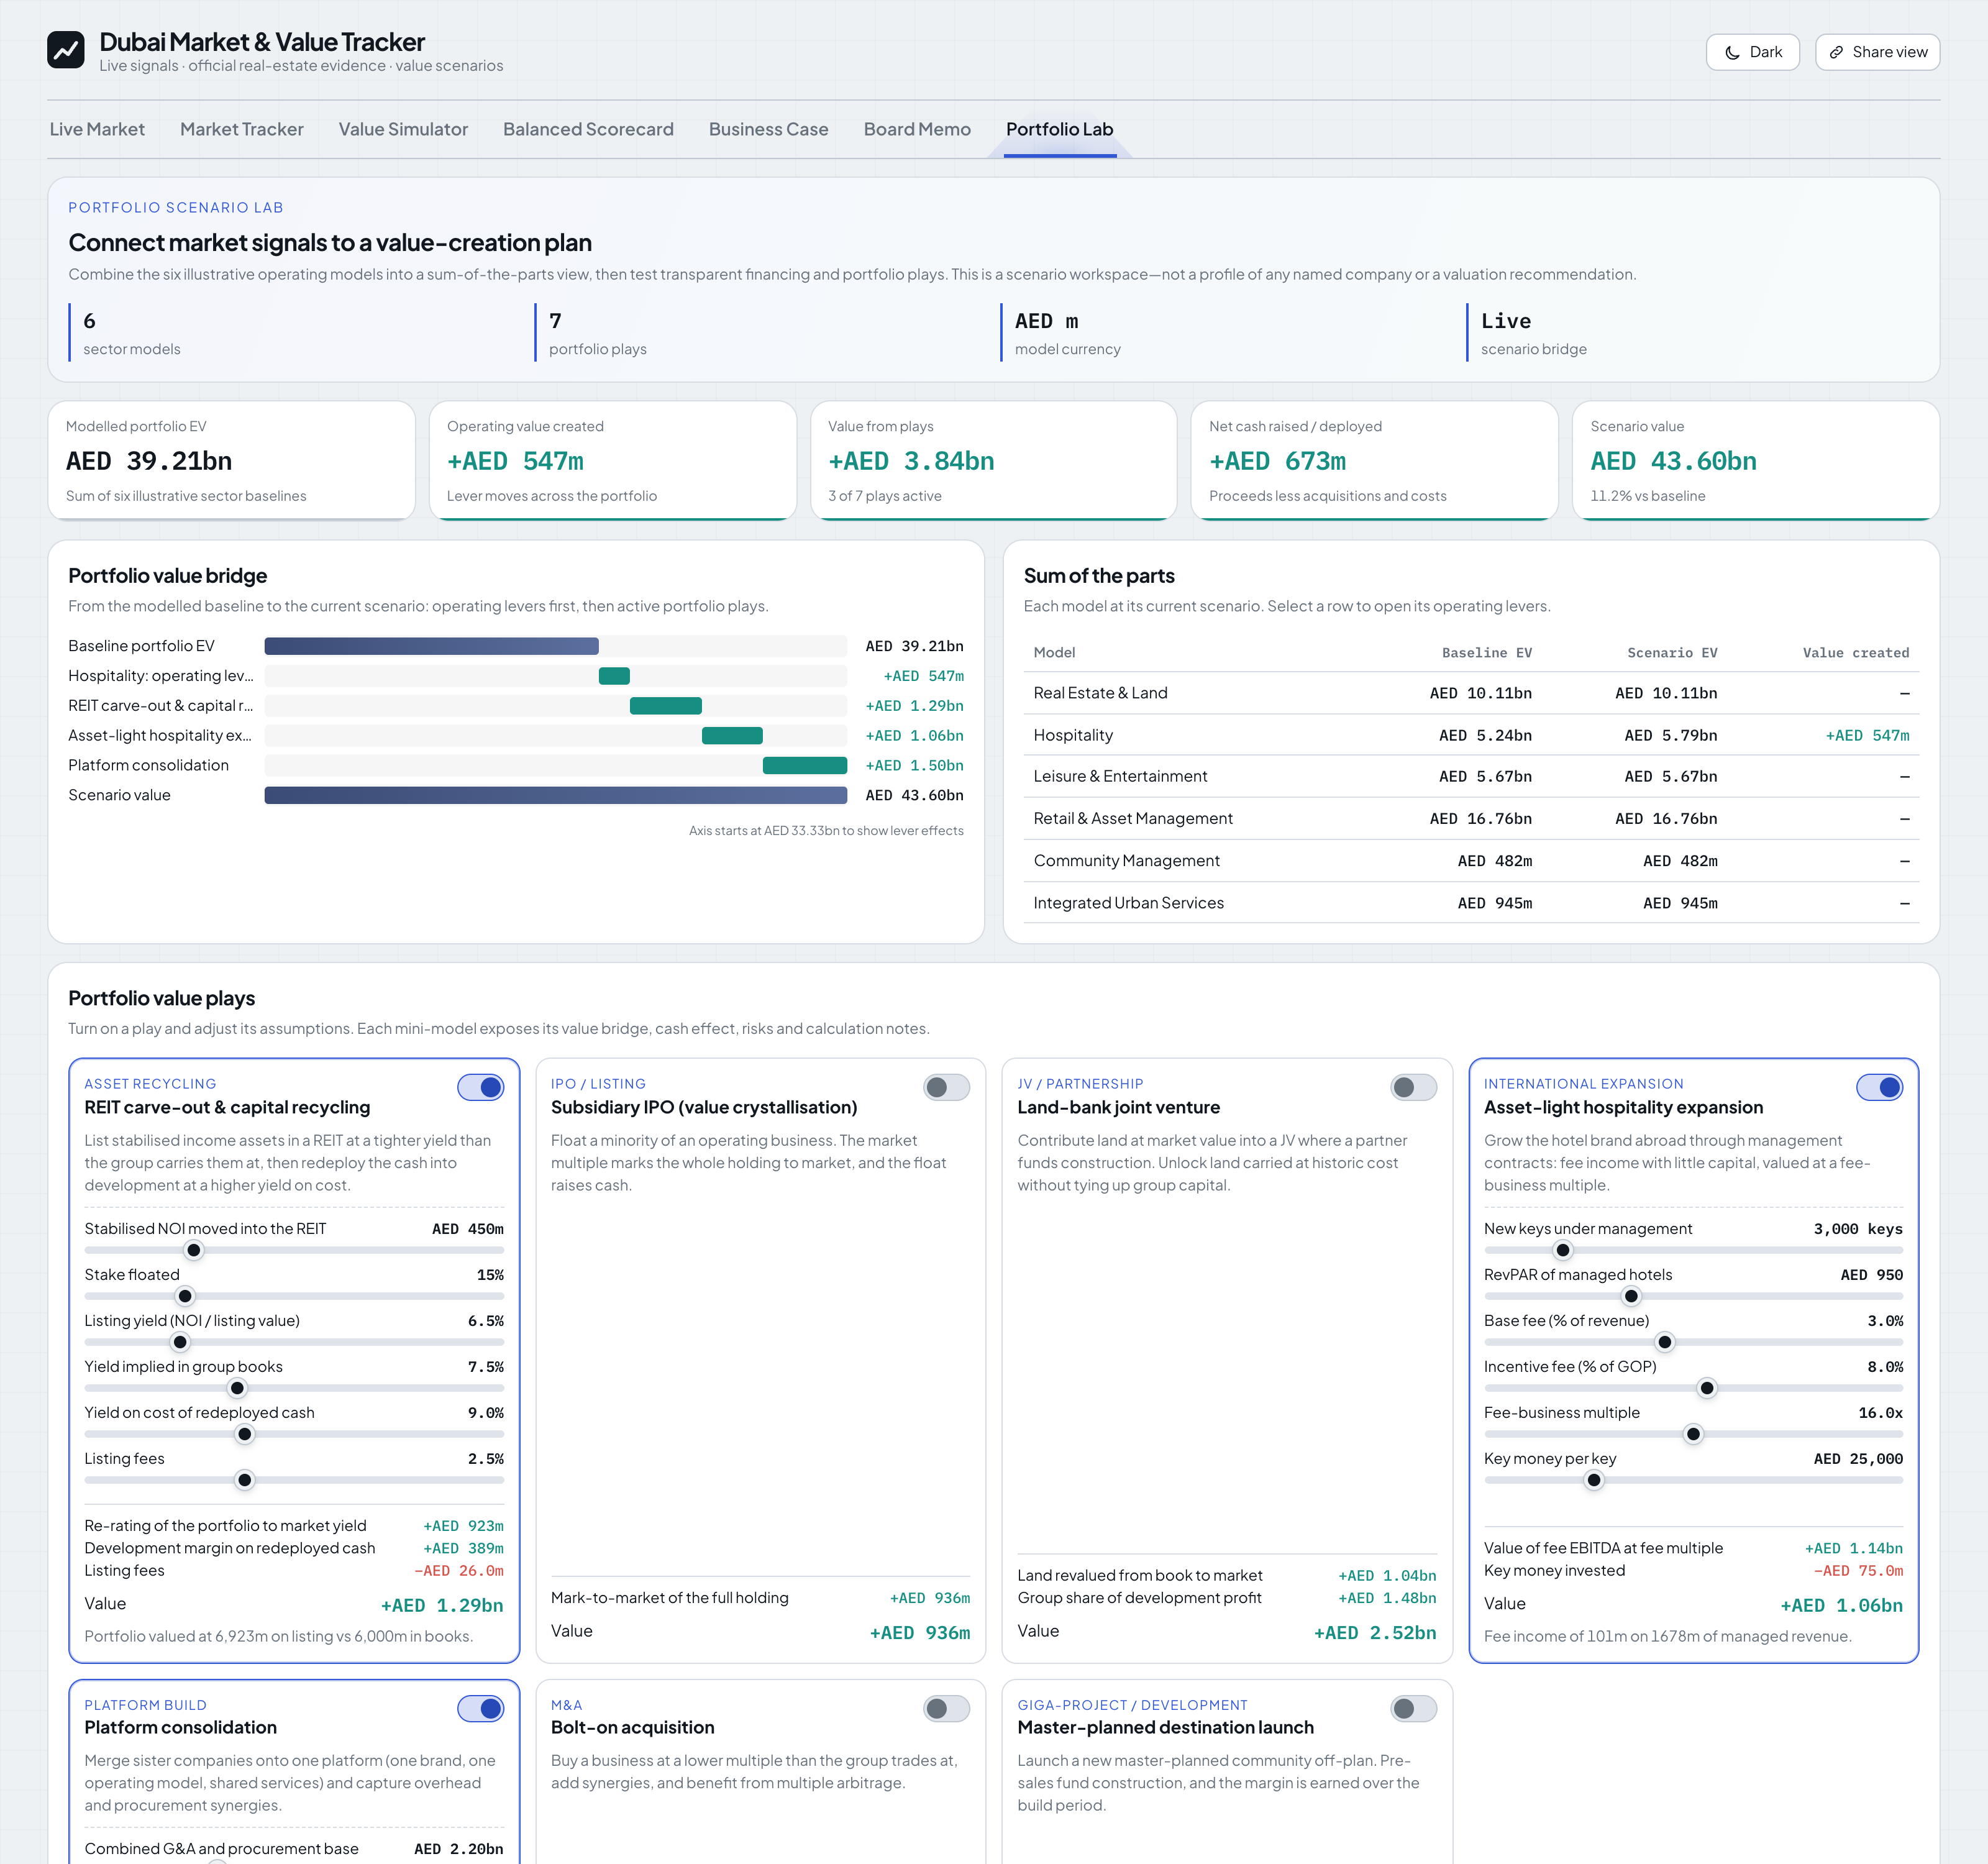 Dubai Market & Value Tracker
Live signals · official real-estate evidence · value scenarios
Dark
Share view
Live Market
Market Tracker
Value Simulator
Balanced Scorecard
Business Case
Board Memo
Portfolio Lab
PORTFOLIO SCENARIO LAB
Connect market signals to a value-creation plan
Combine the six illustrative operating models into a sum-of-the-parts view, then test transparent financing and portfolio plays. This is a scenario workspace—not a profile of any named company or a valuation recommendation.
6
sector models
7
portfolio plays
AED m
model currency
Live
scenario bridge
Modelled portfolio EV
AED 39.21bn
Sum of six illustrative sector baselines
Operating value created
+AED 547m
Lever moves across the portfolio
Value from plays
+AED 3.84bn
3 of 7 plays active
Net cash raised / deployed
+AED 673m
Proceeds less acquisitions and costs
Scenario value
AED 43.60bn
11.2% vs baseline
Portfolio value bridge
From the modelled baseline to the current scenario: operating levers first, then active portfolio plays.
Baseline portfolio EV AED 39.21bn
Hospitality: operating lev... +AED 547m
REIT carve-out & capital r... +AED 1.29bn
Asset-light hospitality ex... +AED 1.06bn
Platform consolidation +AED 1.50bn
Scenario value AED 43.60bn
Axis starts at AED 33.33bn to show lever effects
Sum of the parts
Each model at its current scenario. Select a row to open its operating levers.
Model Baseline EV Scenario EV Value created
Real Estate & Land AED 10.11bn AED 10.11bn —
Hospitality AED 5.24bn AED 5.79bn +AED 547m
Leisure & Entertainment AED 5.67bn AED 5.67bn —
Retail & Asset Management AED 16.76bn AED 16.76bn —
Community Management AED 482m AED 482m —
Integrated Urban Services AED 945m AED 945m —
Portfolio value plays
Turn on a play and adjust its assumptions. Each mini-model exposes its value bridge, cash effect, risks and calculation notes.
ASSET RECYCLING
REIT carve-out & capital recycling
List stabilised income assets in a REIT at a tighter yield than
the group carries them at, then redeploy the cash into
development at a higher yield on cost.
Stabilised NOI moved into the REIT AED 450m
Stake floated 15%
Listing yield (NOI / listing value) 6.5%
Yield implied in group books 7.5%
Yield on cost of redeployed cash 9.0%
Listing fees 2.5%
Re-rating of the portfolio to market yield +AED 923m
Development margin on redeployed cash +AED 389m
Listing fees −AED 26.0m
Value +AED 1.29bn
Portfolio valued at 6,923m on listing vs 6,000m in books.
IPO / LISTING
Subsidiary IPO (value crystallisation)
Float a minority of an operating business. The market
multiple marks the whole holding to market, and the float
raises cash.
Mark-to-market of the full holding +AED 936m
Value +AED 936m
JV / PARTNERSHIP
Land-bank joint venture
Contribute land at market value into a JV where a partner
funds construction. Unlock land carried at historic cost
without tying up group capital.
Land revalued from book to market +AED 1.04bn
Group share of development profit +AED 1.48bn
Value +AED 2.52bn
INTERNATIONAL EXPANSION
Asset-light hospitality expansion
Grow the hotel brand abroad through management
contracts: fee income with little capital, valued at a fee-
business multiple.
New keys under management 3,000 keys
RevPAR of managed hotels AED 950
Base fee (% of revenue) 3.0%
Incentive fee (% of GOP) 8.0%
Fee-business multiple 16.0x
Key money per key AED 25,000
Value of fee EBITDA at fee multiple +AED 1.14bn
Key money invested −AED 75.0m
Value +AED 1.06bn
Fee income of 101m on 1678m of managed revenue.
PLATFORM BUILD
Platform consolidation
Merge sister companies onto one platform (one brand, one
operating model, shared services) and capture overhead
and procurement synergies.
Combined G&A and procurement base AED 2.20bn
M&A
Bolt-on acquisition
Buy a business at a lower multiple than the group trades at,
add synergies, and benefit from multiple arbitrage.
GIGA-PROJECT / DEVELOPMENT
Master-planned destination launch
Launch a new master-planned community off-plan. Pre-
sales fund construction, and the margin is earned over the
build period.